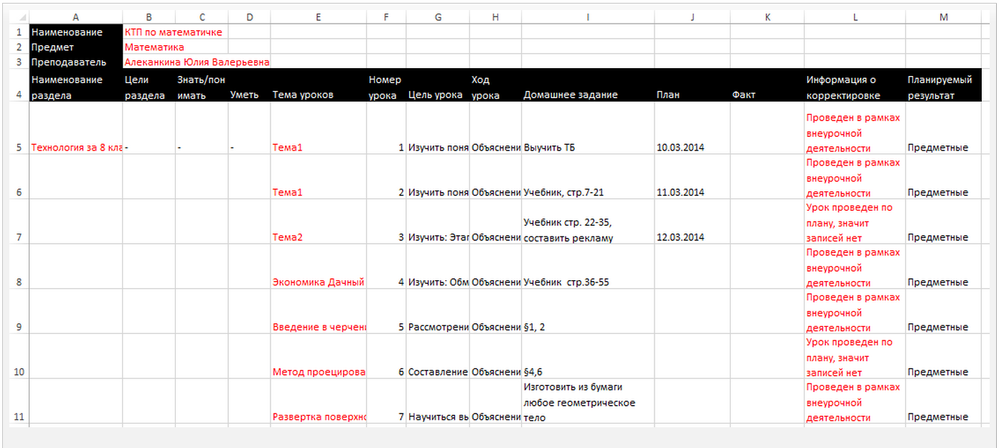 A B C D E F G H I J K L M
1 Наименование КТП по математичке
2 Предмет Математика
3 Преподаватель Алеканкина Юлия Валерьевна
Наименование Цели Знать/пон Номер Ход Информация о Планируемый
4 раздела раздела имать Уметь Тема уроков урока Цель урока урока Домашнее задание План Факт корректировке результат
Проведен в рамках
внеурочной
5 Технология за 8 кла - - - Тема1 1 Изучить поня Объяснени Выучить ТБ 10.03.2014 деятельности Предметные
Проведен в рамках
внеурочной
6 Тема1 2 Изучить поня Объяснени Учебник, стр.7-21 11.03.2014 деятельности Предметные
Урок проведен по
Учебник стр. 22-35, плану, значит
7 Тема2 3 Изучить: Этап Объяснени составить рекламу 12.03.2014 записей нет Предметные
Проведен в рамках
внеурочной
8 Экономика Дачный 4 Изучить: Обм Объяснени Учебник стр.36-55 деятельности Предметные
Проведен в рамках
внеурочной
9 Введение в черчени 5 Рассмотрени Объяснени §1, 2 деятельности Предметные
Урок проведен по
плану, значит
10 Метод проецирова 6 Составление Объяснени §4,6 записей нет Предметные
Изготовить из бумаги Проведен в рамках
любое геометрическое внеурочной
11 Развертка поверхно 7 Научиться вь Объяснени тело деятельности Предметные